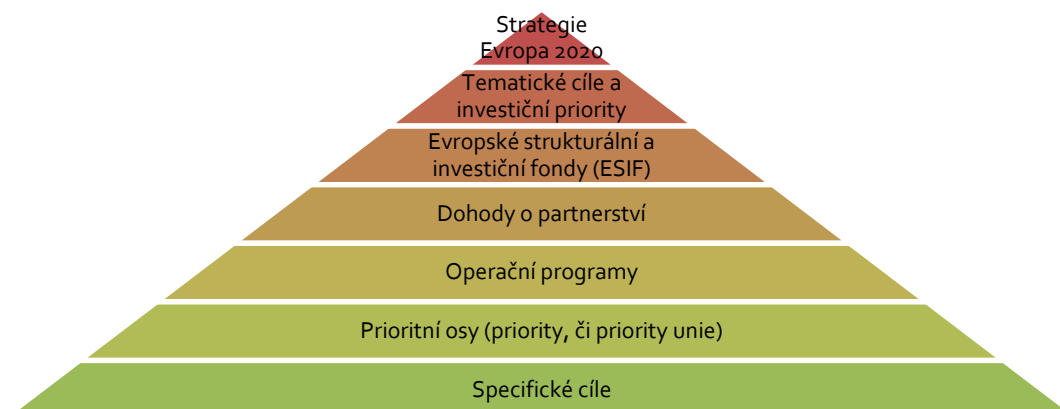 Strategie
Evropa 2020
Tematické cíle a
investiční priority
Evropské strukturální a
investiční fondy (ESIF)
Dohody o partnerství
Operační programy
Prioritní osy (priority, či priority unie)
Specifické cíle